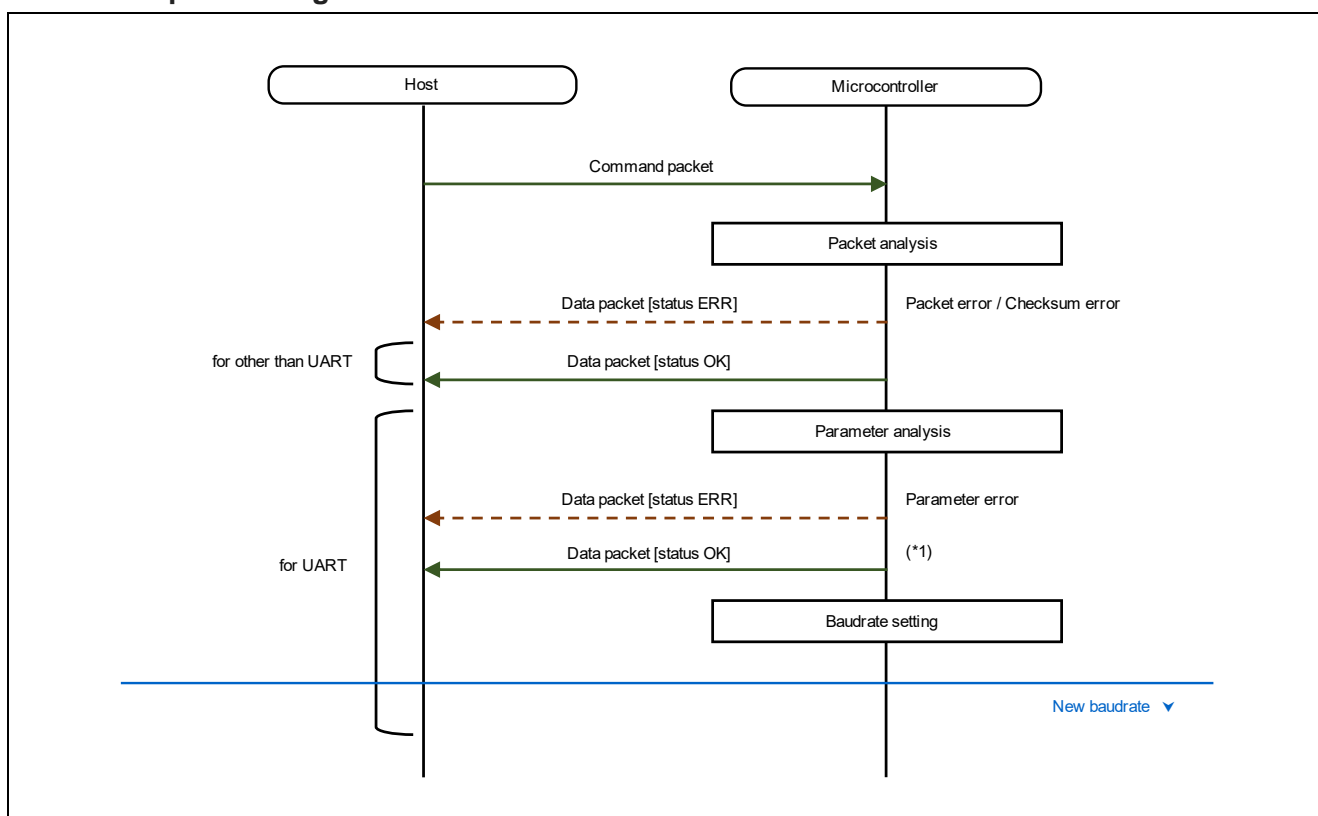 Host
Microcontroller
Command packet
Packet analysis
Data packet [status ERR]
Packet error / Checksum error
for other than UART
Data packet [status OK]
Parameter analysis
Data packet [status ERR]
Parameter error
for UART
Data packet [status OK]
(*1)
Baudrate setting
New baudrate